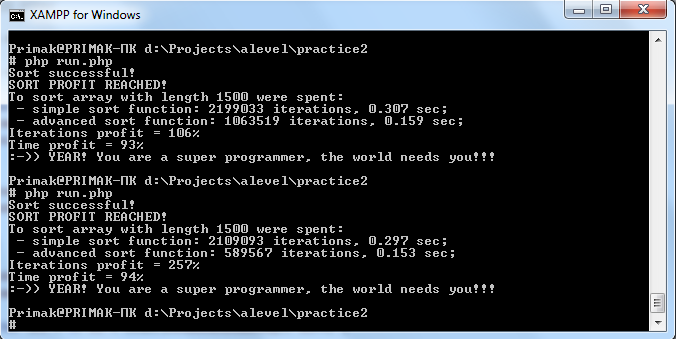 XAMPP for Windows
Primak@PRIMAK-ПК d:\Projects\alevel\practice2
# php run.php
Sort successful!
SORT PROFIT REACHED!
To sort array with length 1500 were spent:
- simple sort function: 2199033 iterations, 0.307 sec;
- advanced sort function: 1063519 iterations, 0.159 sec;
Iterations profit = 106%
Time profit = 93%
:->> YEAR! You are a super programmer, the world needs you!!!
Primak@PRIMAK-ПК d:\Projects\alevel\practice2
# php run.php
Sort successful!
SORT PROFIT REACHED!
To sort array with length 1500 were spent:
- simple sort function: 2109093 iterations, 0.297 sec;
- advanced sort function: 589567 iterations, 0.153 sec;
Iterations profit = 257%
Time profit = 94%
:->> YEAR! You are a super programmer, the world needs you!!!
Primak@PRIMAK-ПК d:\Projects\alevel\practice2
#